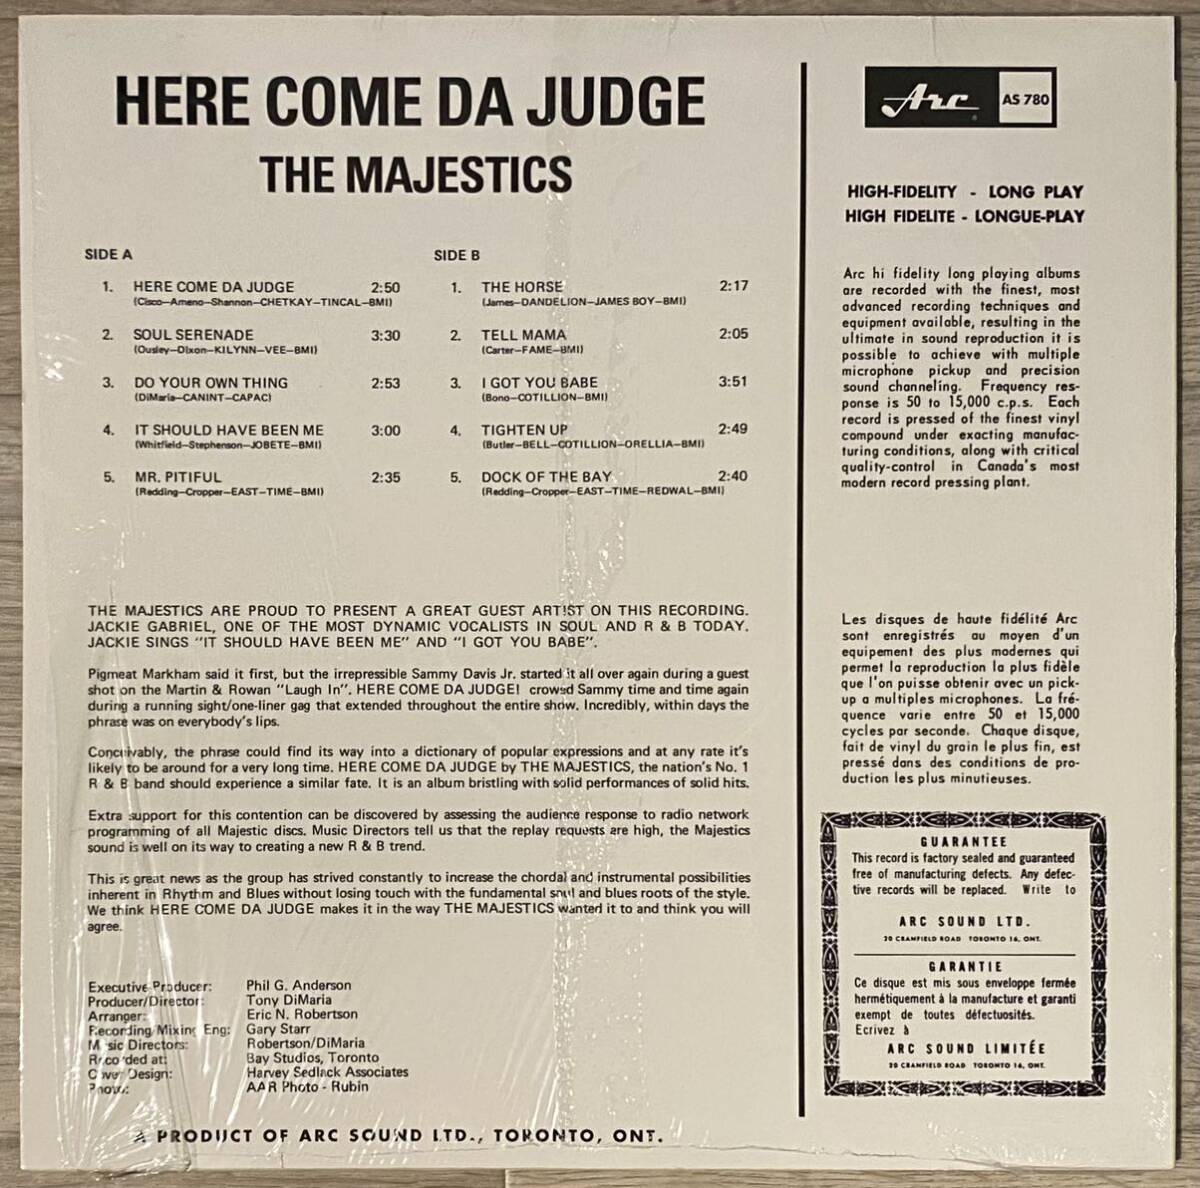 HERE COME DA JUDGE
THE MAJESTICS
SIDE A
1. HERE COME DA JUDGE 2:50
(Cisco—Ameno—Shannon—CHETKAY—TINCAL—BMI)
2. SOUL SERENADE 3:30
(Ousley—Dixon—KILYNN—VEE—BMI)
3. DO YOUR OWN THING 2:53
(DiMaria—CANINT—CAPAC)
4. IT SHOULD HAVE BEEN ME 3:00
(Whitfield—Stephenson—JOBETE—BMI)
5. MR. PITIFUL 2:35
(Redding—Cropper—EAST—TIME—BMI)
SIDE B
1. THE HORSE 2:17
(James—DANDELION—JAMES BOY—BMI)
2. TELL MAMA 2:05
(Carter—FAME—BMI)
3. I GOT YOU BABE 3:51
(Bono—COTILLION—BMI)
4. TIGHTEN UP 2:49
(Butler—BELL—COTILLION—ORELLIA—BMI)
5. DOCK OF THE BAY 2:40
(Redding—Cropper—EAST—TIME—REDWAL—BMI)
THE MAJESTICS ARE PROUD TO PRESENT A GREAT GUEST ARTIST ON THIS RECORDING.
JACKIE GABRIEL, ONE OF THE MOST DYNAMIC VOCALISTS IN SOUL AND R & B TODAY.
JACKIE SINGS "IT SHOULD HAVE BEEN ME" AND "I GOT YOU BABE".
Pigmeat Markham said it first, but the irrepressible Sammy Davis Jr. started it all over again during a guest
shot on the Martin & Rowan "Laugh In". HERE COME DA JUDGE! crowed Sammy time and time again
during a running sight/one-liner gag that extended throughout the entire show. Incredibly, within days the
phrase was on everybody's lips.
Conceivably, the phrase could find its way into a dictionary of popular expressions and at any rate it's
likely to be around for a very long time. HERE COME DA JUDGE by THE MAJESTICS, the nation's No. 1
R & B band should experience a similar fate. It is an album bristling with solid performances of solid hits.
Extra support for this contention can be discovered by assessing the audience response to radio network
programming of all Majestic discs. Music Directors tell us that the replay requests are high, the Majestics
sound is well on its way to creating a new R & B trend.
This is great news as the group has strived constantly to increase the chordal and instrumental possibilities
inherent in Rhythm and Blues without losing touch with the fundamental soul and blues roots of the style.
We think HERE COME DA JUDGE makes it in the way THE MAJESTICS wanted it to and think you will
agree.
Executive Producer: Phil G. Anderson
Producer/Director: Tony DiMaria
Arranger: Eric N. Robertson
Recording Mixing Eng: Gary Starr
Music Directors: Robertson/DiMaria
Recorded at: Bay Studios, Toronto
Cover Design: Harvey Sedlack Associates
Photo: AAR Photo - Rubin
A PRODUCT OF ARC SOUND LTD., TORONTO, ONT.
Arc AS 780
HIGH-FIDELITY - LONG PLAY
HIGH FIDELITE - LONGUE-PLAY
Arc hi fidelity long playing albums
are recorded with the finest, most
advanced recording techniques and
equipment available, resulting in the
ultimate in sound reproduction it is
possible to achieve with multiple
microphone pickup and precision
sound channeling. Frequency res-
ponse is 50 to 15,000 c.p.s. Each
record is pressed of the finest vinyl
compound under exacting manufac-
turing conditions, along with critical
quality-control in Canada's most
modern record pressing plant.
Les disques de haute fidélité Arc
sont enregistrés au moyen d'un
equipement des plus modernes qui
permet la reproduction la plus fidèle
que l'on puisse obtenir avec un pick-
up a multiples microphones. La fré-
quence varie entre 50 et 15,000
cycles par seconde. Chaque disque,
fait de vinyl du grain le plus fin, est
pressé dans des conditions de pro-
duction les plus minutieuses.
GUARANTEE
This record is factory sealed and guaranteed
free of manufacturing defects. Any defec-
tive records will be replaced. Write to
ARC SOUND LTD.
20 CRANFIELD ROAD TORONTO 16, ONT.
GARANTIE
Ce disque est mis sous enveloppe fermée
hermétiquement à la manufacture et garanti
exempt de toutes défectuosités.
Ecrivez à
ARC SOUND LIMITÉE
20 CRANFIELD ROAD TORONTO 16, ONT.